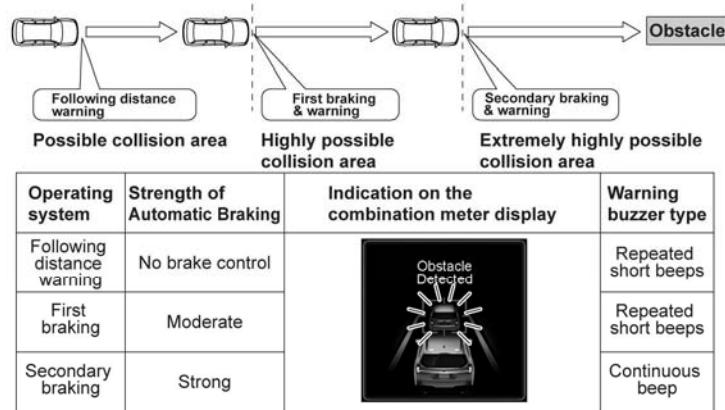 Obstacle
Following distance
warning
First braking
& warning
Secondary braking
& warning
Possible collision area
Highly possible
collision area
Extremely highly possible
collision area
Operating
system
Strength of
Automatic Braking
Indication on the
combination meter display
Warning
buzzer type
Following
distance
warning
No brake control
Obstacle
Detected
Repeated
short beeps
First
braking
Moderate
Repeated
short beeps
Secondary
braking
Strong
Continuous
beep